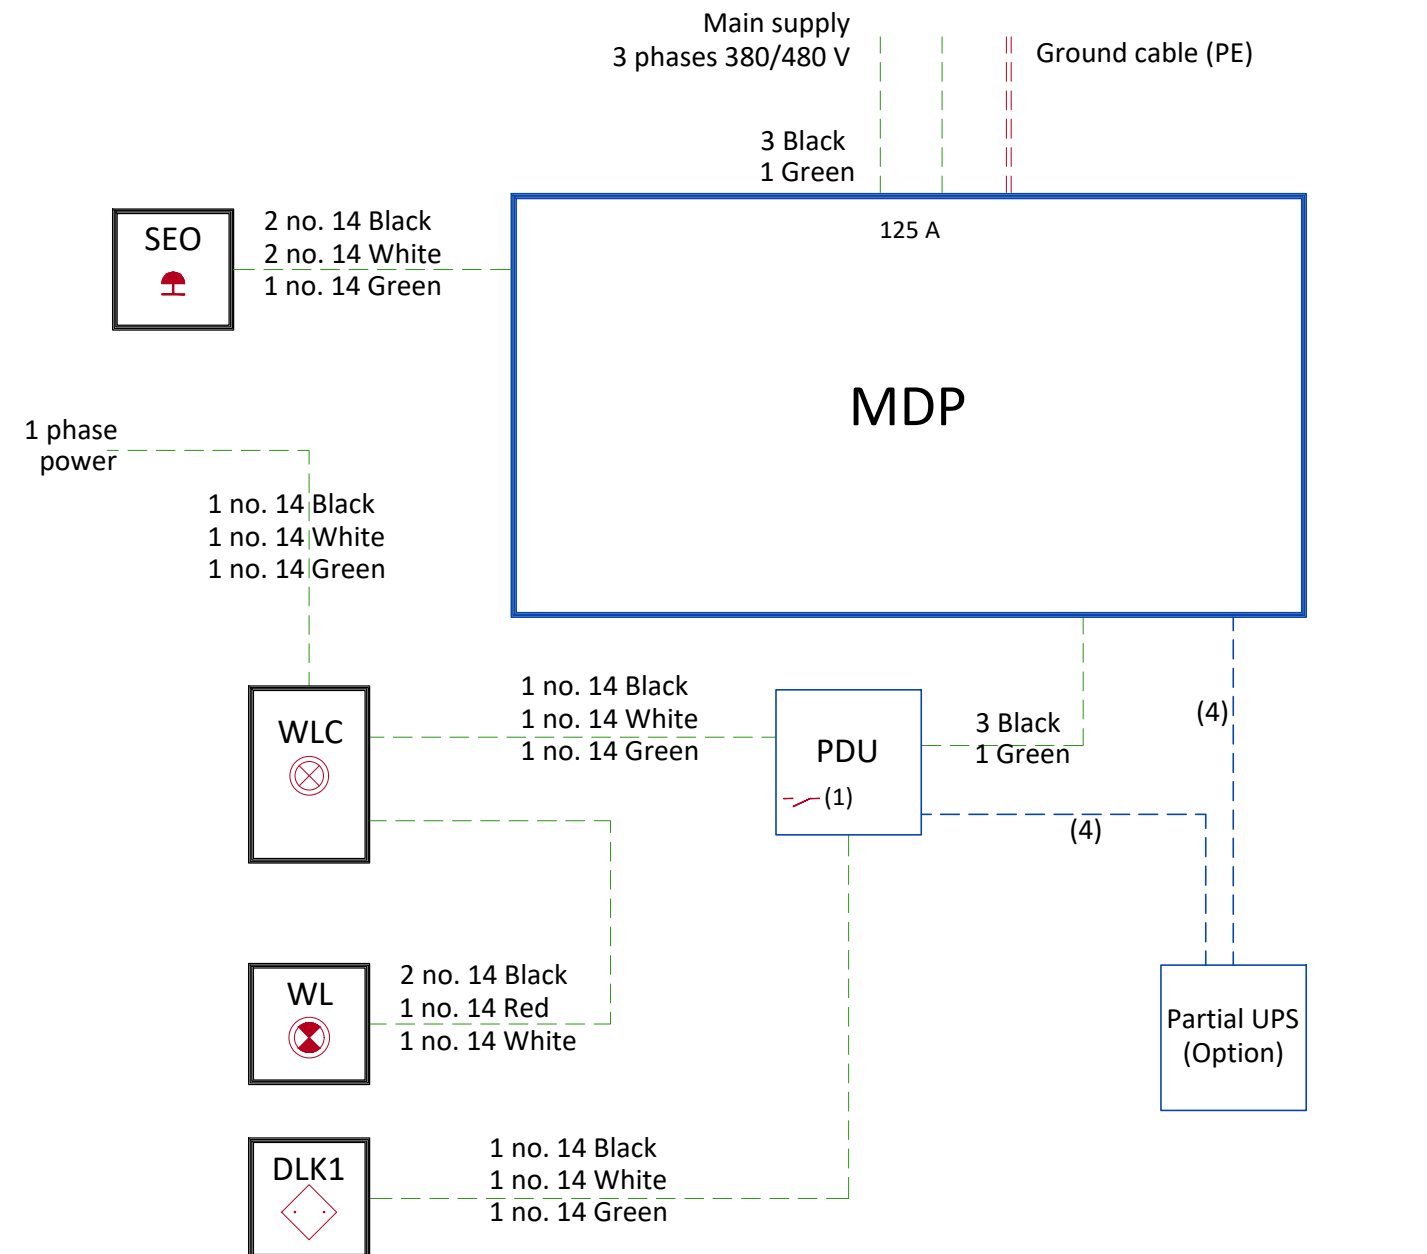 Main supply
3 phases 380/480 V
Ground cable (PE)
3 Black
1 Green
125 A
SEO
2 no. 14 Black
2 no. 14 White
1 no. 14 Green
MDP
1 phase
power
1 no. 14 Black
1 no. 14 White
1 no. 14 Green
WLC
1 no. 14 Black
1 no. 14 White
1 no. 14 Green
PDU
(1)
3 Black
1 Green
(4)
(4)
WL
2 no. 14 Black
1 no. 14 Red
1 no. 14 White
Partial UPS
(Option)
DLK1
1 no. 14 Black
1 no. 14 White
1 no. 14 Green